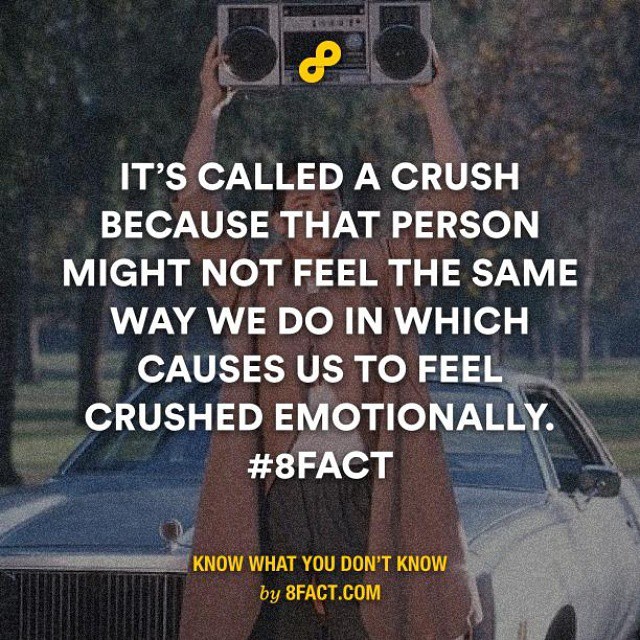 IT'S CALLED A CRUSH
BECAUSE THAT PERSON
MIGHT NOT FEEL THE SAME
WAY WE DO IN WHICH
CAUSES US TO FEEL
CRUSHED EMOTIONALLY.
#8FACT
KNOW WHAT YOU DON'T KNOW
by 8FACT.COM